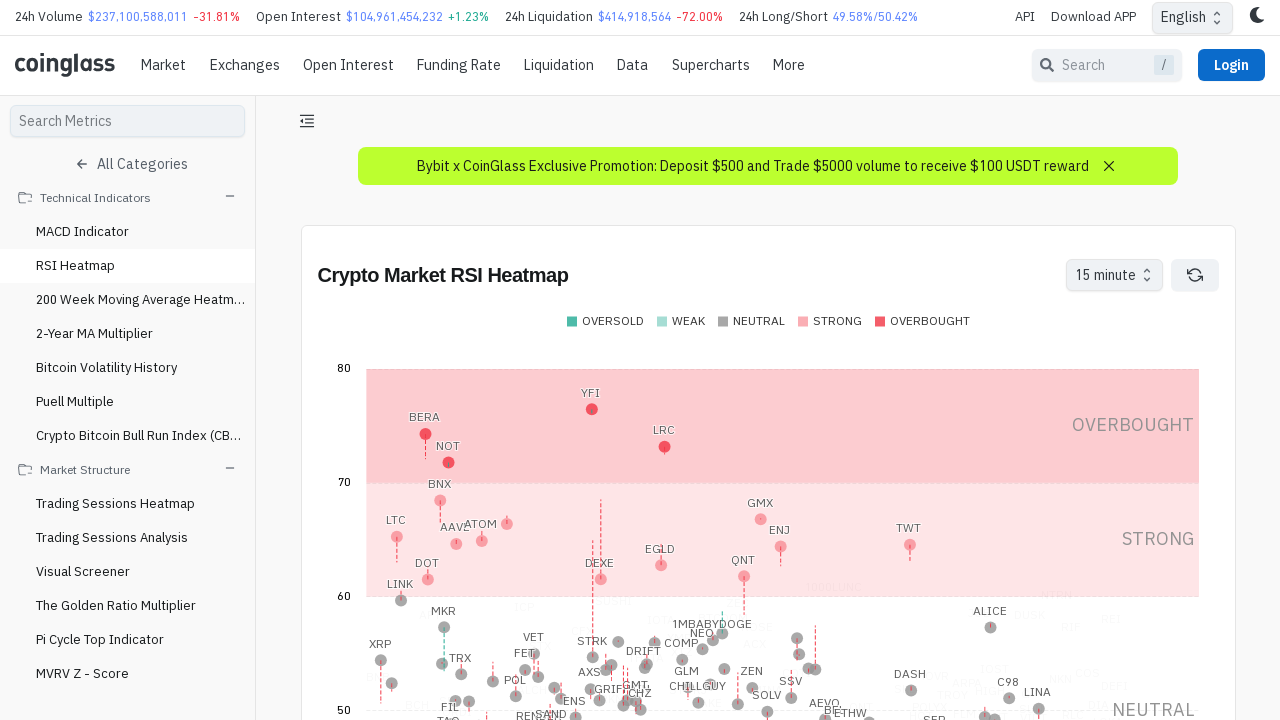 24h Volume $237,100,588,011 -31.81% Open Interest $104,961,454,232 +1.23% 24h Liquidation $414,918,564 -72.00% 24h Long/Short 49.58%/50.42% API Download APP English
coinglass Market Exchanges Open Interest Funding Rate Liquidation Data Supercharts More Search / Login
Search Metrics
All Categories
Technical Indicators
MACD Indicator
RSI Heatmap
200 Week Moving Average Heatm...
2-Year MA Multiplier
Bitcoin Volatility History
Puell Multiple
Crypto Bitcoin Bull Run Index (CB...
Market Structure
Trading Sessions Heatmap
Trading Sessions Analysis
Visual Screener
The Golden Ratio Multiplier
Pi Cycle Top Indicator
MVRV Z - Score
Bybit x CoinGlass Exclusive Promotion: Deposit $500 and Trade $5000 volume to receive $100 USDT reward
Crypto Market RSI Heatmap 15 minute
OVERSOLD WEAK NEUTRAL STRONG OVERBOUGHT
80
YFI
BERA
OVERBOUGHT
LRC
NOT
70
BNX
GMX
LTC
AAVE ATOM
ENJ
TWT
STRONG
EGLD
DOT
DEXE
QNT
LINK
60
MKR
ALICE
1MBABYDOGE
NEO
VET
XRP
STRK
COMP
FET
DRIFT
TRX
AXS
GLM
ZEN
DASH
POL
SSV
C98
GMT
CHILLGUY
GRIFF
CHZ
SOLV
LINA
ENS
AEVO
FIL
50
NEUTRAL
SAND
ETHW